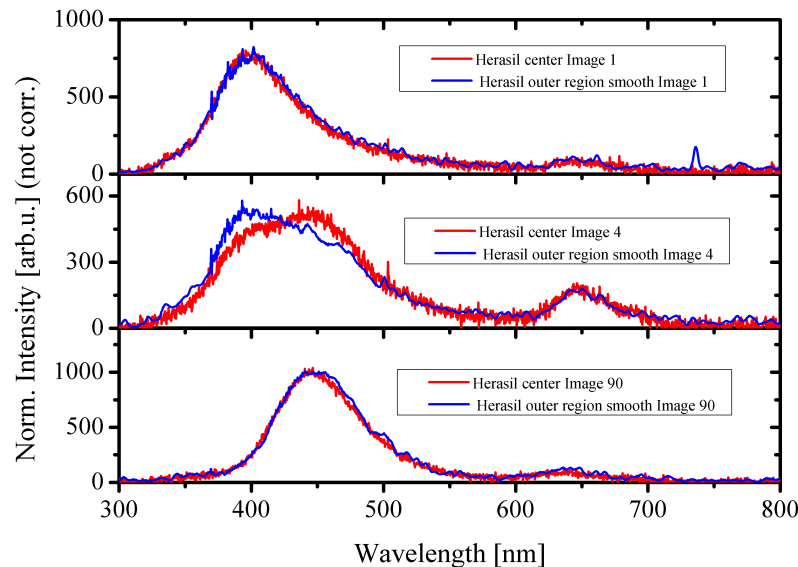 Norm. Intensity [arb.u.] (not corr.)
1000
750
500
250
0
Herasil center Image 1
Herasil outer region smooth Image 1
600
300
0
Herasil center Image 4
Herasil outer region smooth Image 4
1000
500
0
Herasil center Image 90
Herasil outer region smooth Image 90
300 400 500 600 700 800
Wavelength [nm]